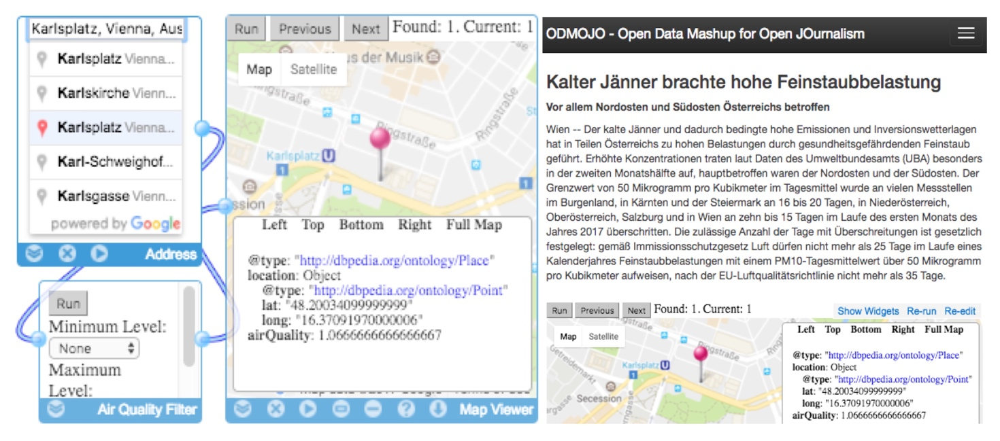 Karlsplatz, Vienna, Aus
Karlsplatz Vienna...
Karlskirche Vienn...
Karlsplatz Vienna...
Karl-Schweighof...
Karlsgasse Vienn...
powered by Google
Address
Run
Minimum Level:
None
Maximum
Level:
Air Quality Filter
Run Previous Next Found: 1. Current: 1
us der Musik
Map Satellite
ngstraße
Ringstraße
Ringstraße
St
Karlsplatz U
1
1
ssion
Left Top Bottom Right Full Map
@type: "http://dbpedia.org/ontology/Place"
location: Object
@type: "http://dbpedia.org/ontology/Point"
lat: "48.20034099999999"
long: "16.37091970000006"
airQuality: 1.0666666666666667
Map Viewer
ODMOJO - Open Data Mashup for Open JOurnalism
Kalter Jänner brachte hohe Feinstaubbelastung
Vor allem Nordosten und Südosten Österreichs betroffen
Wien -- Der kalte Jänner und dadurch bedingte hohe Emissionen und Inversionswetterlagen
hat in Teilen Österreichs zu hohen Belastungen durch gesundheitsgefährdenden Feinstaub
geführt. Erhöhte Konzentrationen traten laut Daten des Umweltbundesamts (UBA) besonders
in der zweiten Monatshälfte auf, hauptbetroffen waren der Nordosten und der Südosten. Der
Grenzwert von 50 Mikrogramm pro Kubikmeter im Tagesmittel wurde an vielen Messstellen
im Burgenland, in Kärnten und der Steiermark an 16 bis 20 Tagen, in Niederösterreich,
Oberösterreich, Salzburg und in Wien an zehn bis 15 Tagen im Laufe des ersten Monats des
Jahres 2017 überschritten. Die zulässige Anzahl der Tage mit Überschreitungen ist gesetzlich
festgelegt: gemäß Immissionsschutzgesetz Luft dürfen nicht mehr als 25 Tage im Laufe eines
Kalenderjahres Feinstaubbelastungen mit einem PM10-Tagesmittelwert über 50 Mikrogramm
pro Kubikmeter aufweisen, nach der EU-Luftqualitätsrichtlinie nicht mehr als 35 Tage.
Run Previous Next Found: 1. Current: 1
Show Widgets Re-run Re-edit
Map Satellite
gstraße
Ringstraße
Ring
Getreidemarkt
Karlsplatz U
1
Secession
argasse
Left Top Bottom Right Full Map
@type: "http://dbpedia.org/ontology/Place"
location: Object
@type: "http://dbpedia.org/ontology/Point"
lat: "48.20034099999999"
long: "16.37091970000006"
airQuality: 1.0666666666666667